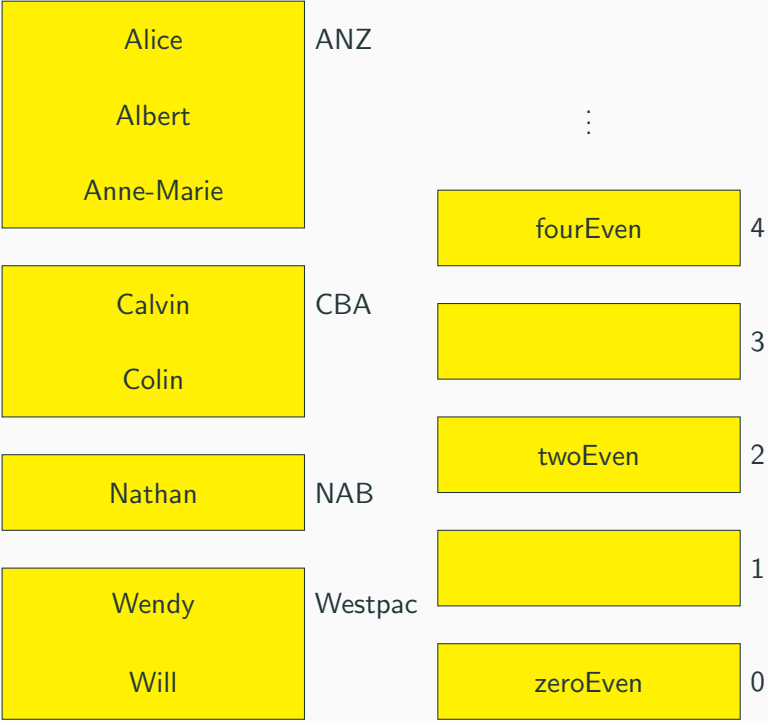 Alice ANZ
Albert
Anne-Marie
Calvin CBA
Colin
Nathan NAB
Wendy Westpac
Will
⋮
fourEven 4
3
twoEven 2
1
zeroEven 0